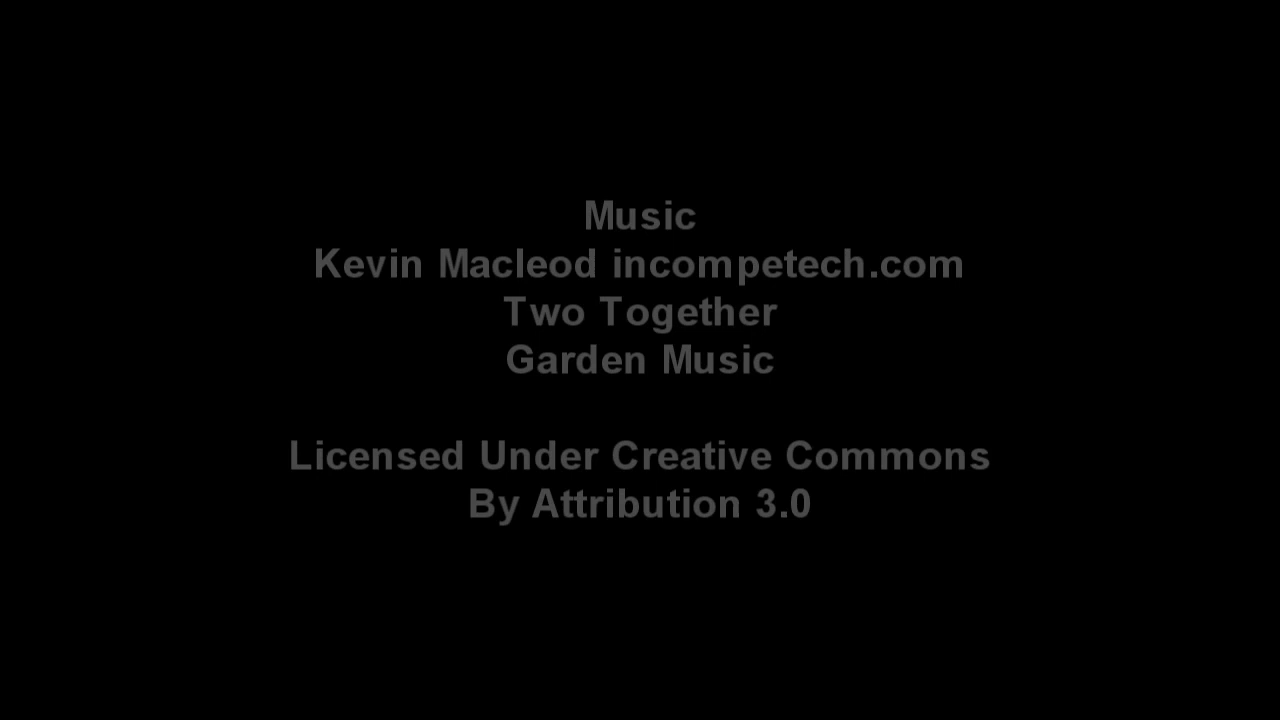 Music
Kevin Macleod incompetech.com
Two Together
Garden Music
Licensed Under Creative Commons
By Attribution 3.0